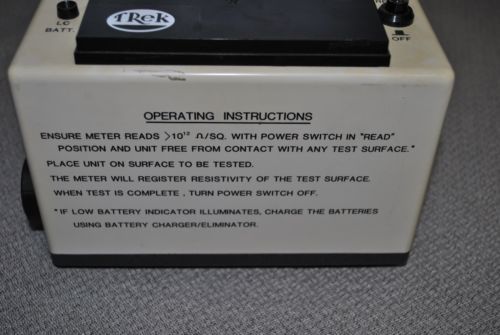 TRek
LC
BATT.
OFF
OPERATING INSTRUCTIONS
ENSURE METER READS >10¹² Ω/SQ. WITH POWER SWITCH IN "READ"
POSITION AND UNIT FREE FROM CONTACT WITH ANY TEST SURFACE.*
PLACE UNIT ON SURFACE TO BE TESTED.
THE METER WILL REGISTER RESISTIVITY OF THE TEST SURFACE.
WHEN TEST IS COMPLETE, TURN POWER SWITCH OFF.
*IF LOW BATTERY INDICATOR ILLUMINATES, CHARGE THE BATTERIES
USING BATTERY CHARGER/ELIMINATOR.